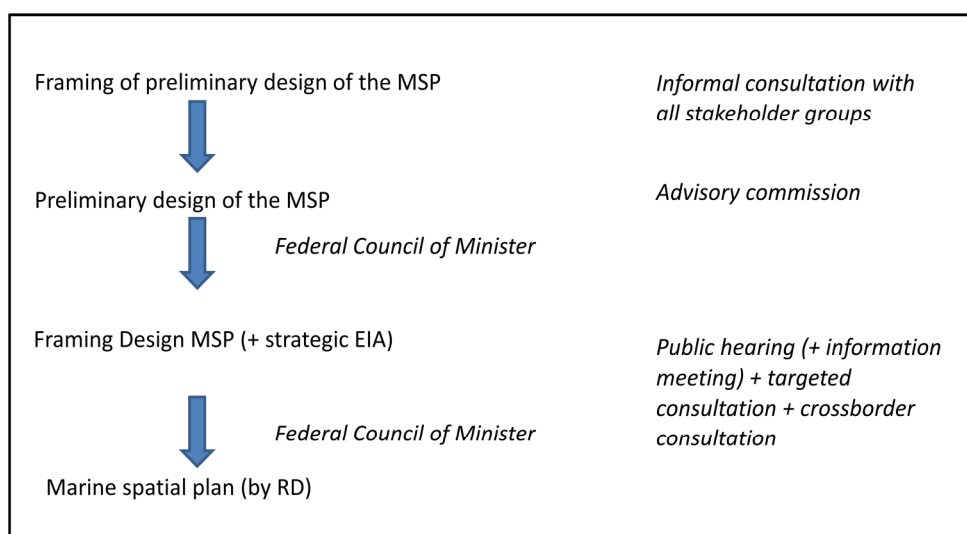 Framing of preliminary design of the MSP
Informal consultation with
all stakeholder groups
Preliminary design of the MSP
Advisory commission
Federal Council of Minister
Framing Design MSP (+ strategic EIA)
Public hearing (+ information
meeting) + targeted
consultation + crossborder
consultation
Federal Council of Minister
Marine spatial plan (by RD)